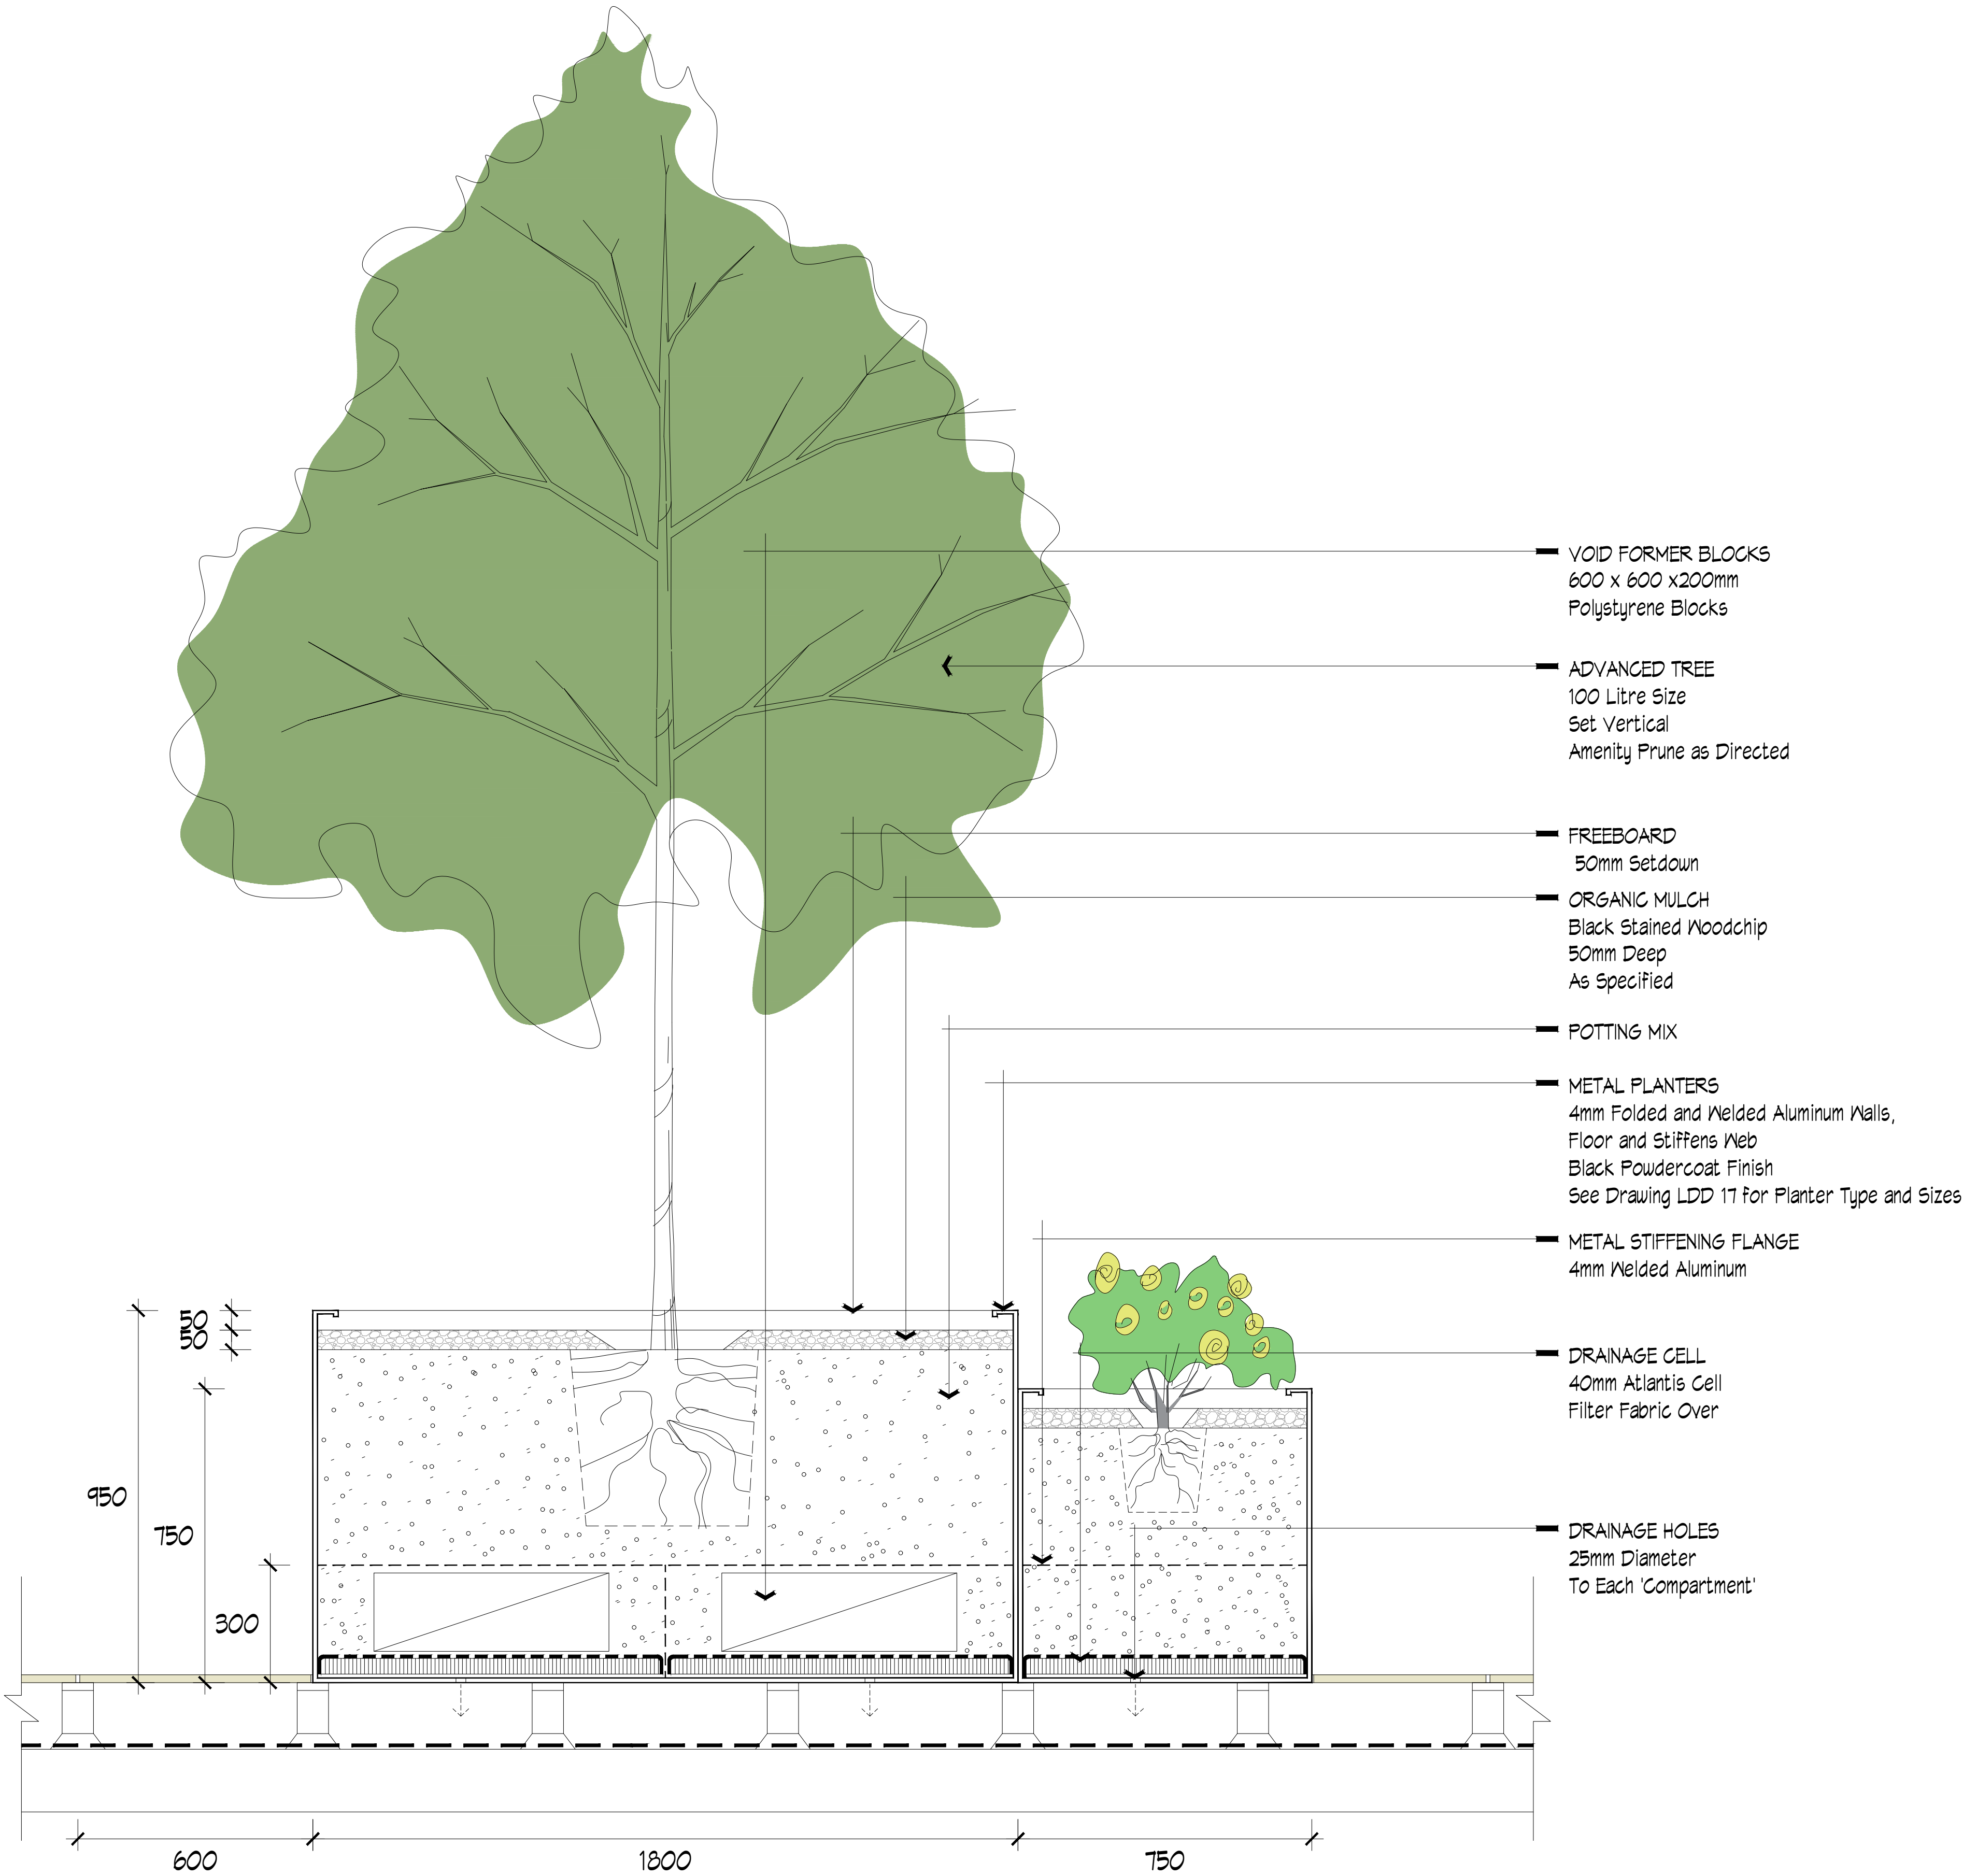 VOID FORMER BLOCKS
600 x 600 x200mm
Polystyrene Blocks
ADVANCED TREE
100 Litre Size
Set Vertical
Amenity Prune as Directed
FREEBOARD
50mm Setdown
ORGANIC MULCH
Black Stained Woodchip
50mm Deep
As Specified
POTTING MIX
METAL PLANTERS
4mm Folded and Welded Aluminum Walls,
Floor and Stiffens Web
Black Powdercoat Finish
See Drawing LDD 17 for Planter Type and Sizes
METAL STIFFENING FLANGE
4mm Welded Aluminum
DRAINAGE CELL
40mm Atlantis Cell
Filter Fabric Over
DRAINAGE HOLES
25mm Diameter
To Each 'Compartment'
50
50
950
750
300
600
1800
750